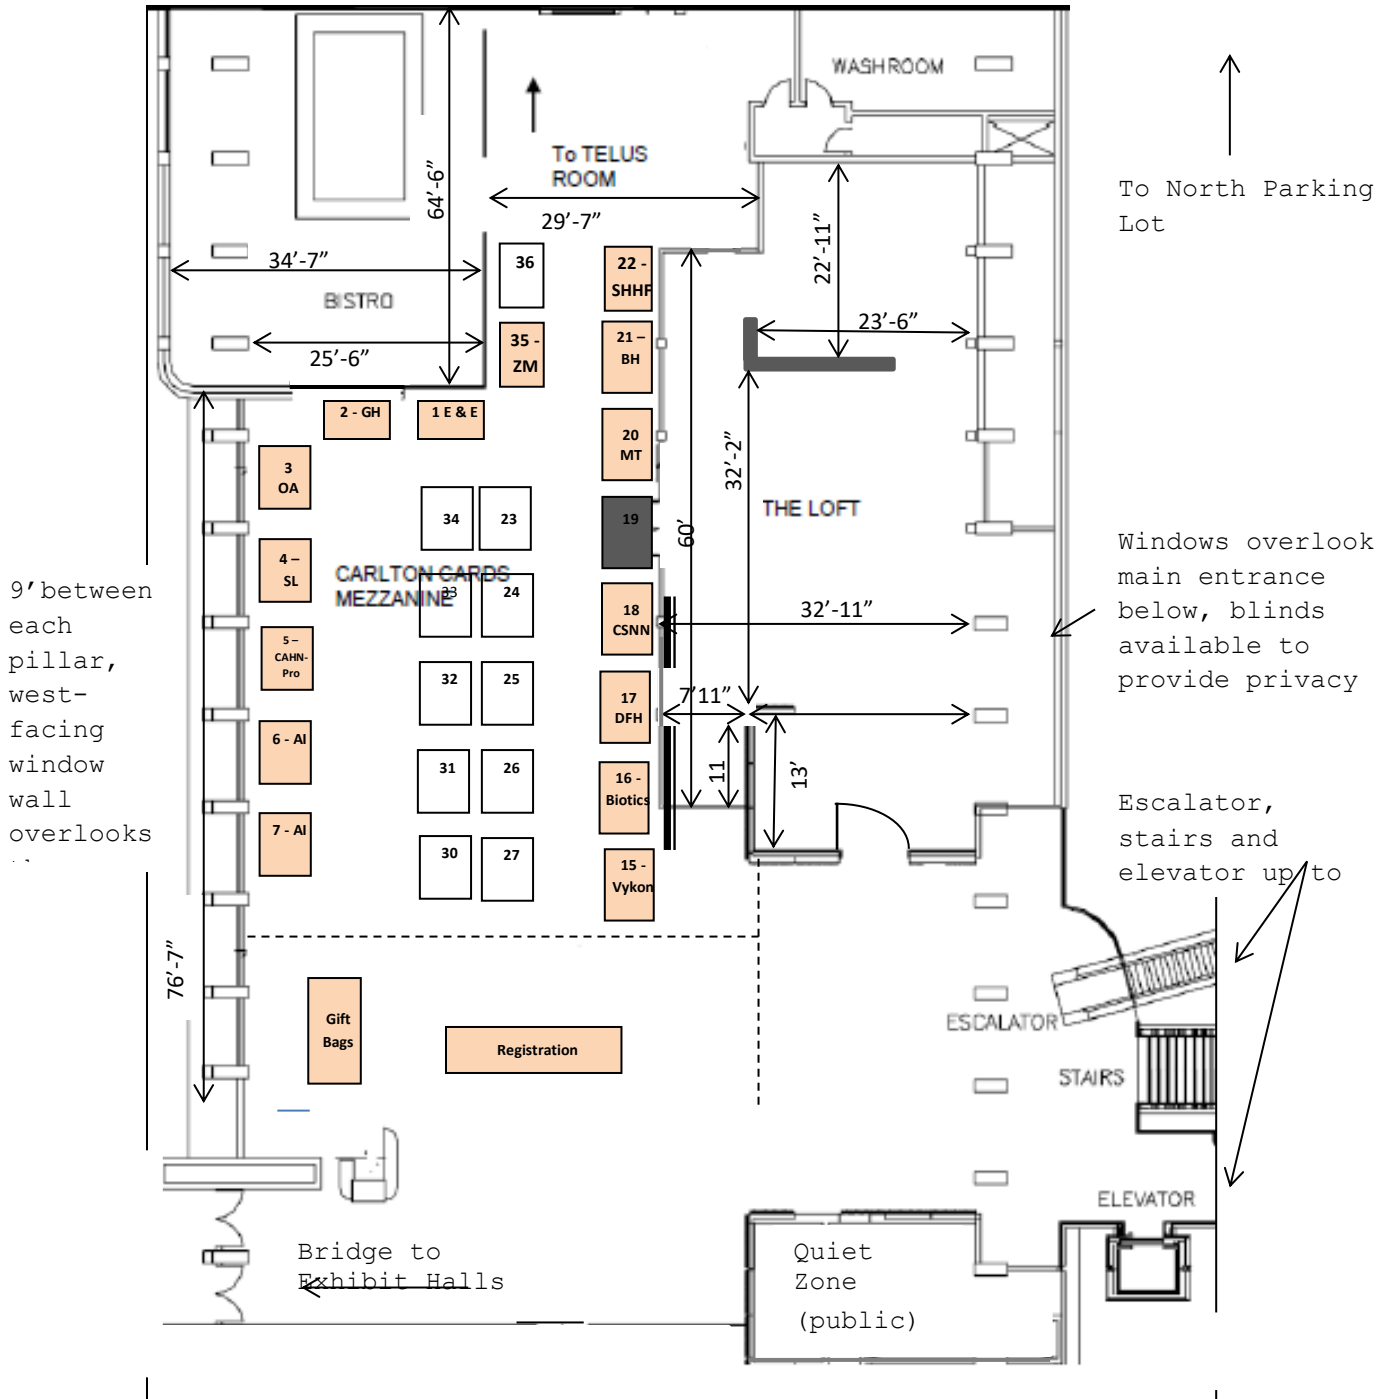 WASHROOM
To TELUS
ROOM
64’-6”
29’-7”
To North Parking
Lot
34’-7”
BISTRO
25’-6”
22’-11”
23’-6”
36
22 -
SHHF
35 -
ZM
21 –
BH
2 - GH
1 E & E
20
MT
3
OA
34
23
19
32’-2”
THE LOFT
60’
4 –
SL
CARLTON CARDS
MEZZANINE
33
24
18
CSNN
32’-11”
Windows overlook
main entrance
below, blinds
available to
provide privacy
9’between
each
pillar,
west-
facing
window
wall
overlooks
5 –
CAHN-
Pro
32
25
17
DFH
7’11”
6 - AI
31
26
16 -
Biotics
11
13’
7 - AI
30
27
15 -
Vykon
Escalator,
stairs and
elevator up to
76’-7”
Gift
Bags
Registration
ESCALATOR
STAIRS
ELEVATOR
Bridge to
Exhibit Halls
Quiet
Zone
(public)